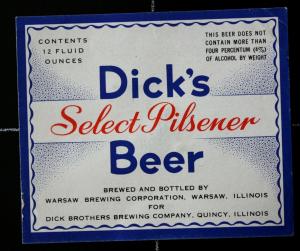 CONTENTS
12 FLUID
OUNCES
THIS BEER DOES NOT
CONTAIN MORE THAN
FOUR PERCENTUM (4%)
OF ALCOHOL BY WEIGHT
Dick's
Select Pilsener
Beer
BREWED AND BOTTLED BY
WARSAW BREWING CORPORATION, WARSAW, ILLINOIS
FOR
DICK BROTHERS BREWING COMPANY, QUINCY, ILLINOIS